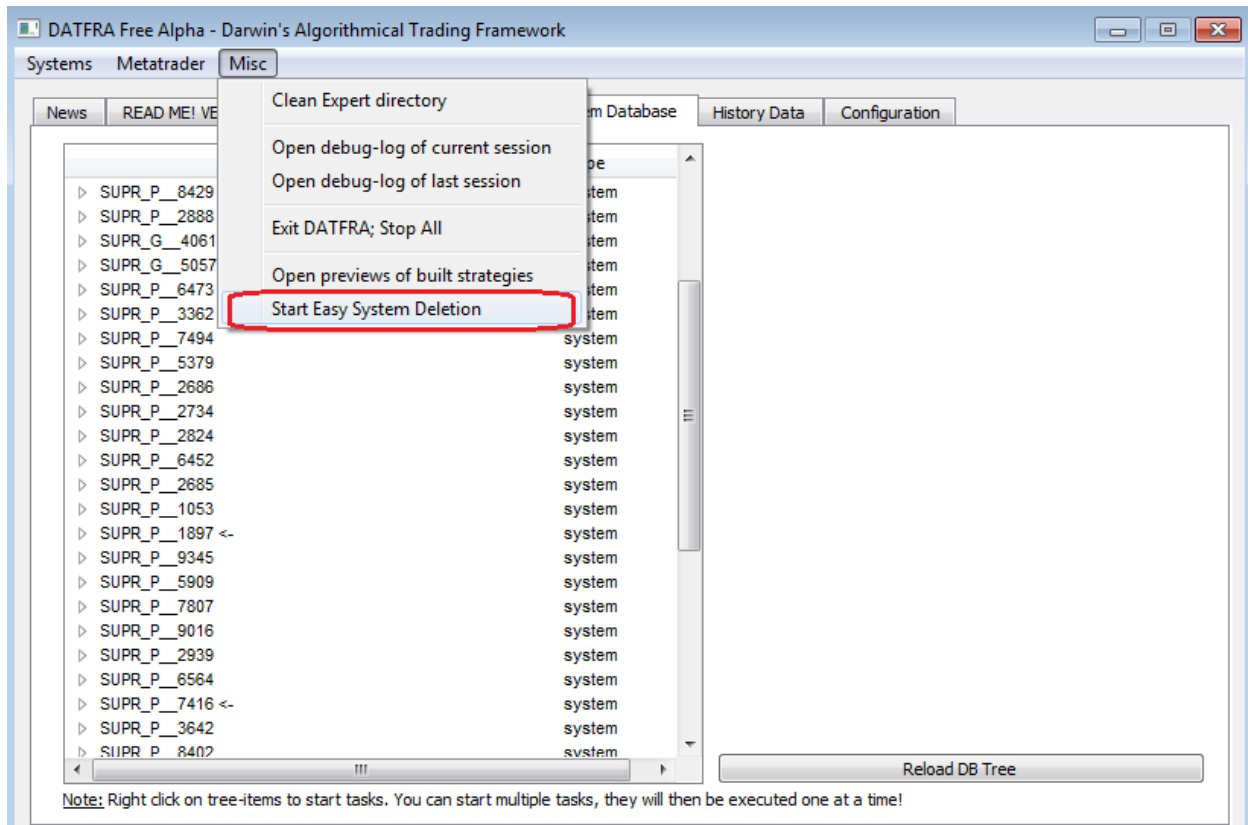 DATFRA Free Alpha - Darwin's Algorithmical Trading Framework
Systems Metatrader Misc
News READ ME! VE m Database History Data Configuration
Clean Expert directory
Open debug-log of current session
Open debug-log of last session
Exit DATFRA; Stop All
Open previews of built strategies
Start Easy System Deletion
pe
SUPR_P__8429 stem
SUPR_P__2888 stem
SUPR_G__4061 stem
SUPR_G__5057 stem
SUPR_P__6473 stem
SUPR_P__3362 stem
SUPR_P__7494 system
SUPR_P__5379 system
SUPR_P__2686 system
SUPR_P__2734 system
SUPR_P__2824 system
SUPR_P__6452 system
SUPR_P__2685 system
SUPR_P__1053 system
SUPR_P__1897 <- system
SUPR_P__9345 system
SUPR_P__5909 system
SUPR_P__7807 system
SUPR_P__9016 system
SUPR_P__2939 system
SUPR_P__6564 system
SUPR_P__7416 <- system
SUPR_P__3642 system
SUPR_P__8402 system
Reload DB Tree
Note: Right click on tree-items to start tasks. You can start multiple tasks, they will then be executed one at a time!